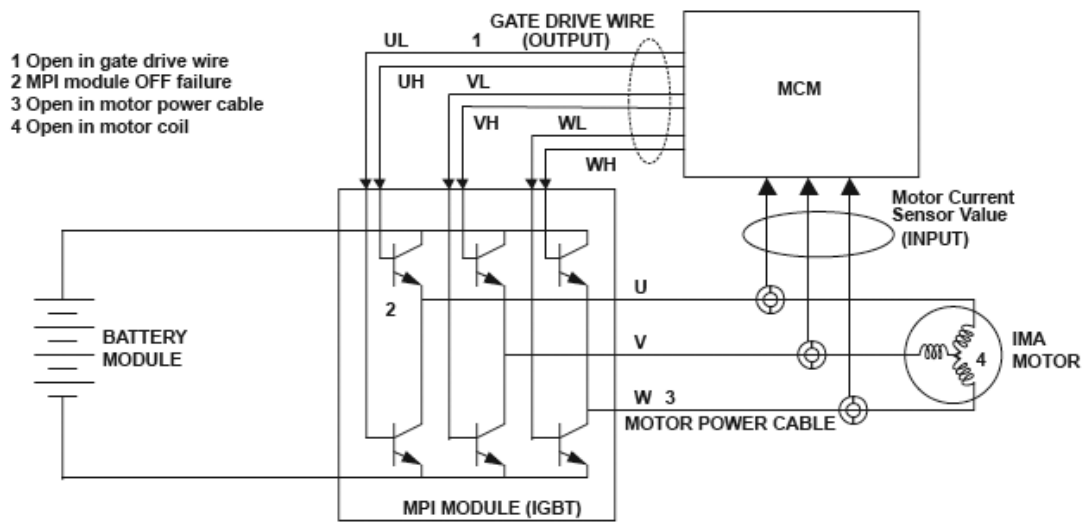 GATE DRIVE WIRE
(OUTPUT)
UL
1
1 Open in gate drive wire
2 MPI module OFF failure
3 Open in motor power cable
4 Open in motor coil
UH
VL
VH
WL
WH
MCM
Motor Current
Sensor Value
(INPUT)
2
U
BATTERY
MODULE
V
4
IMA
MOTOR
W 3
MOTOR POWER CABLE
MPI MODULE (IGBT)